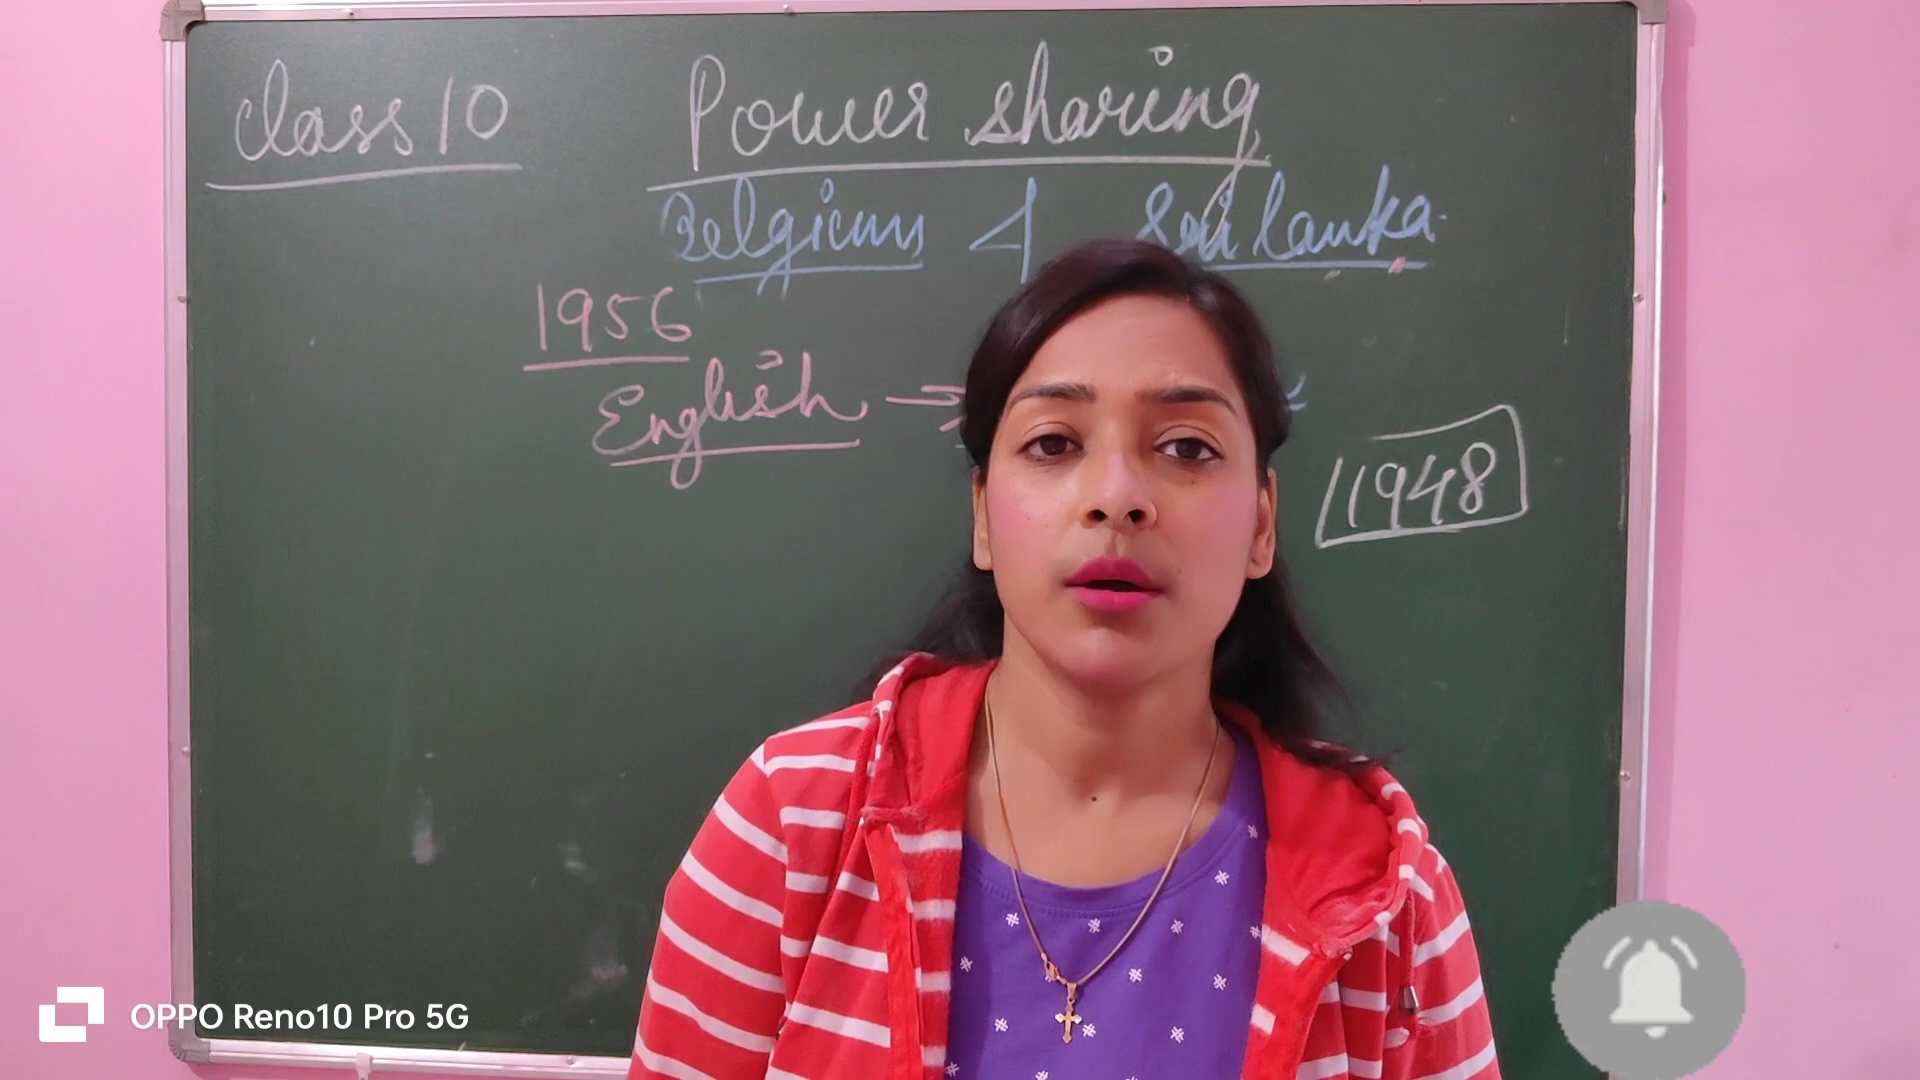 Class 10
Power sharing
Belgium & Sri lanka
1956
English →
1948
OPPO Reno10 Pro 5G